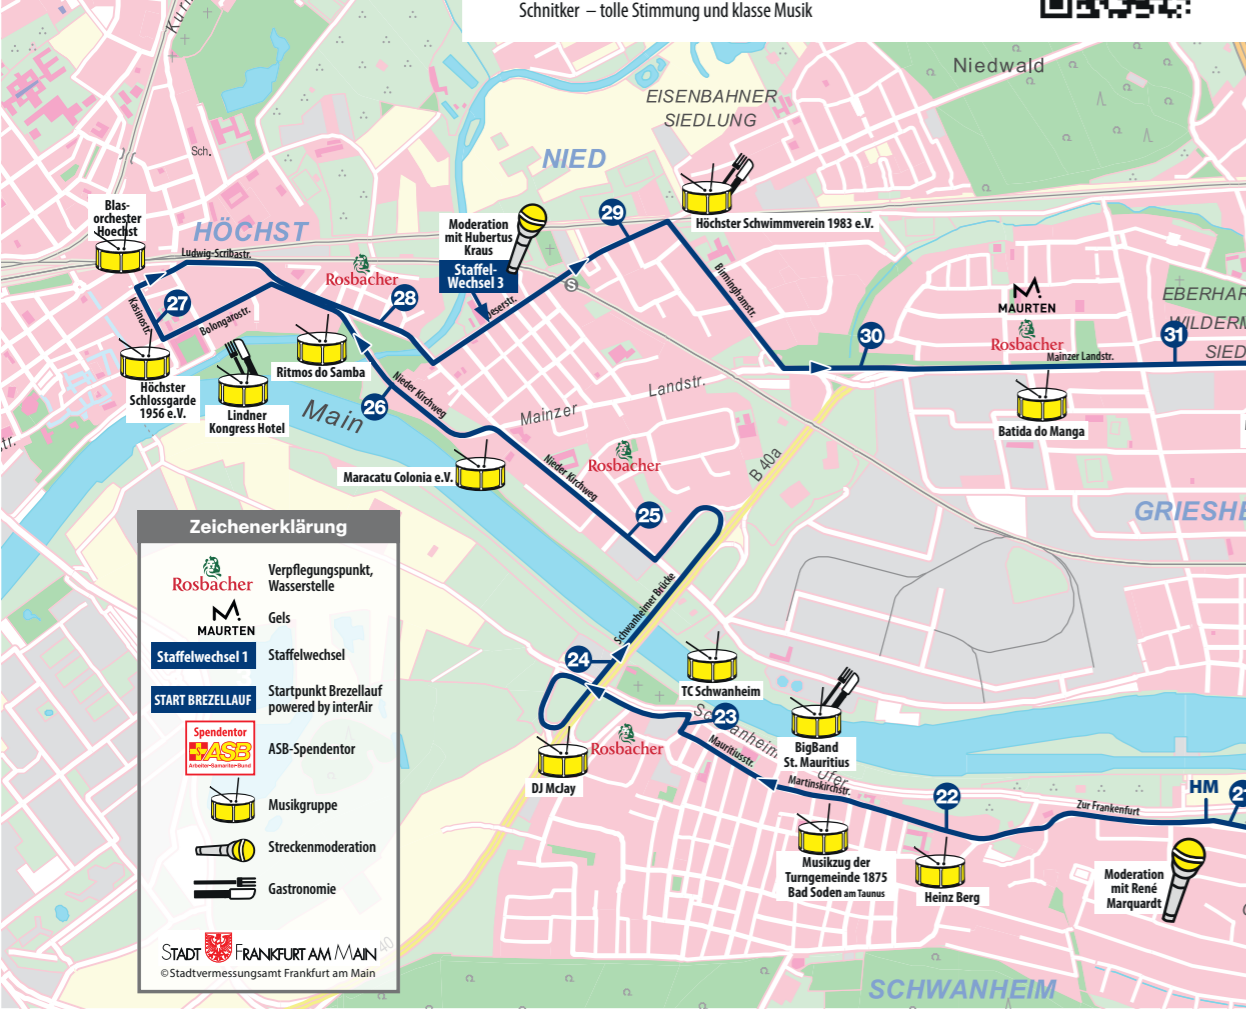 Schnitker – tolle Stimmung und klasse Musik
Niedwald
EISENBAHNER
SIEDLUNG
NIED
Sch.
Blas-
orchester
Hoechst
HÖCHST
Ludwig-Scribastr.
Rosbacher
Moderation
mit Hubertus
Kraus
Staffel-
Wechsel 3
29
Höchster Schwimmverein 1983 e.V.
S
27
28
Bolongarostr.
Birminghamstr.
MAURTEN
Rosbacher
30
31
Mainzer Landstr.
SIED
Höchster
Schlossgarde
1956 e.V.
Lindner
Kongress Hotel
Ritmos do Samba
Main
26
Nieder Kirchweg
Mainzer
Landstr.
Batida do Manga
Maracatu Colonia e.V.
Nieder Kirchweg
Rosbacher
B 40a
25
GRIESHE
Schwanheimer Brücke
24
TC Schwanheim
23
Mauritiusstr.
Rosbacher
DJ McJay
BigBand
St. Mauritius
Ufer
Martinskirchstr.
22
Zur Frankenfurt
HM
Musikzug der
Turngemeinde 1875
Bad Soden am Taunus
Heinz Berg
Moderation
mit René
Marquardt
SCHWANHEIM
Zeichenerklärung
Rosbacher
Verpflegungspunkt,
Wasserstelle
MAURTEN
Gels
Staffelwechsel 1
Staffelwechsel
START BREZELLAUF
Startpunkt Brezellauf
powered by interAir
Spendentor
ASB
Arbeiter-Samariter-Bund
ASB-Spendentor
Musikgruppe
Streckenmoderation
Gastronomie
STADT FRANKFURT AM MAIN
©Stadtvermessungsamt Frankfurt am Main